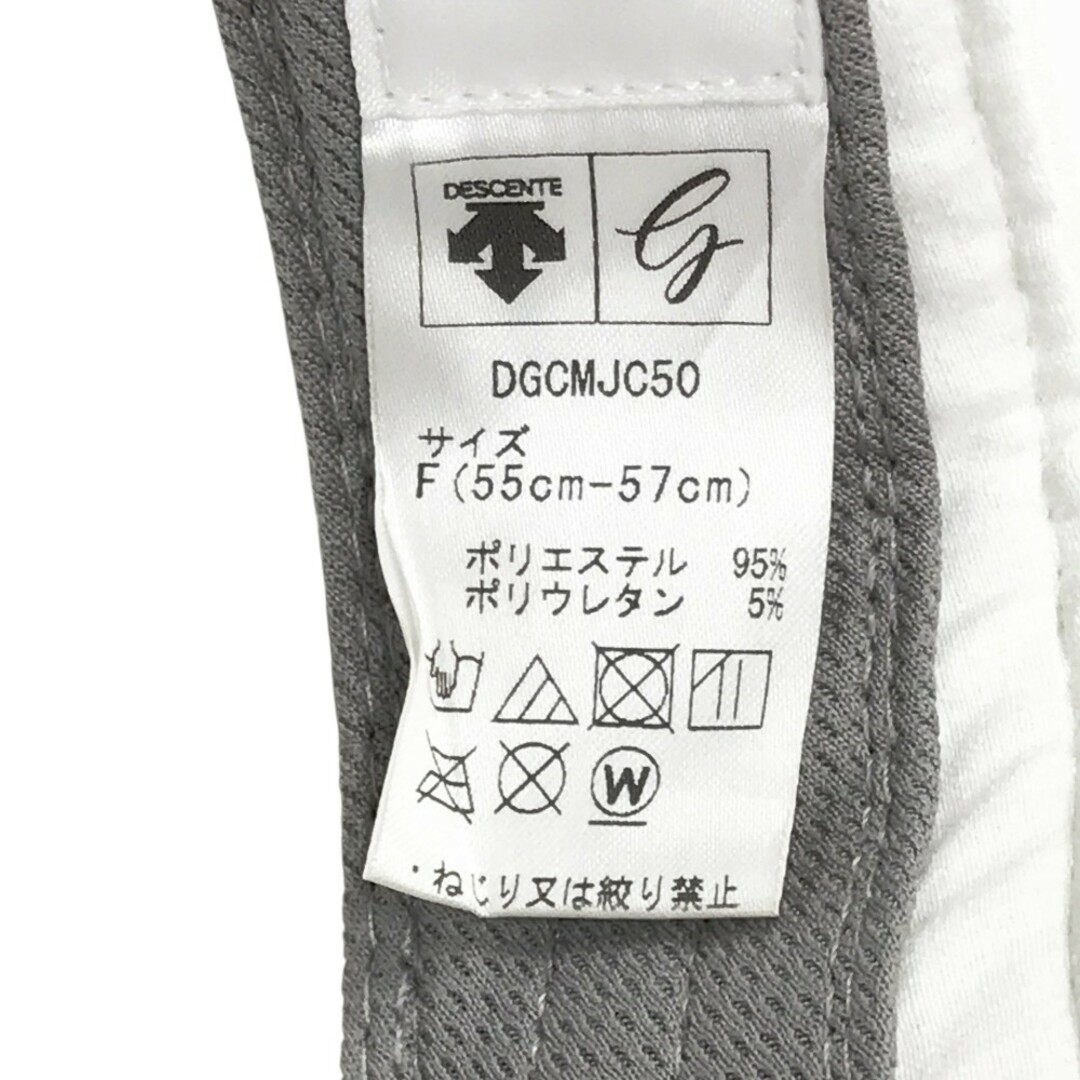 DESCENTE
G
DGCMJC50
サイズ
F(55cm-57cm)
ポリエステル 95%
ポリウレタン 5%
W
・ねじり又は絞り禁止